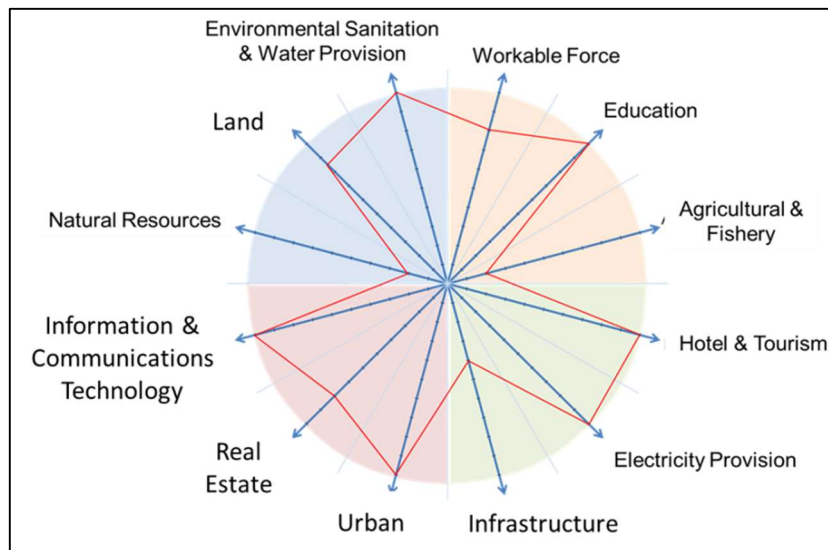 Environmental Sanitation
& Water Provision
Workable Force
Land
Education
Natural Resources
Agricultural &
Fishery
Information &
Communications
Technology
Hotel & Tourism
Real
Estate
Electricity Provision
Urban
Infrastructure